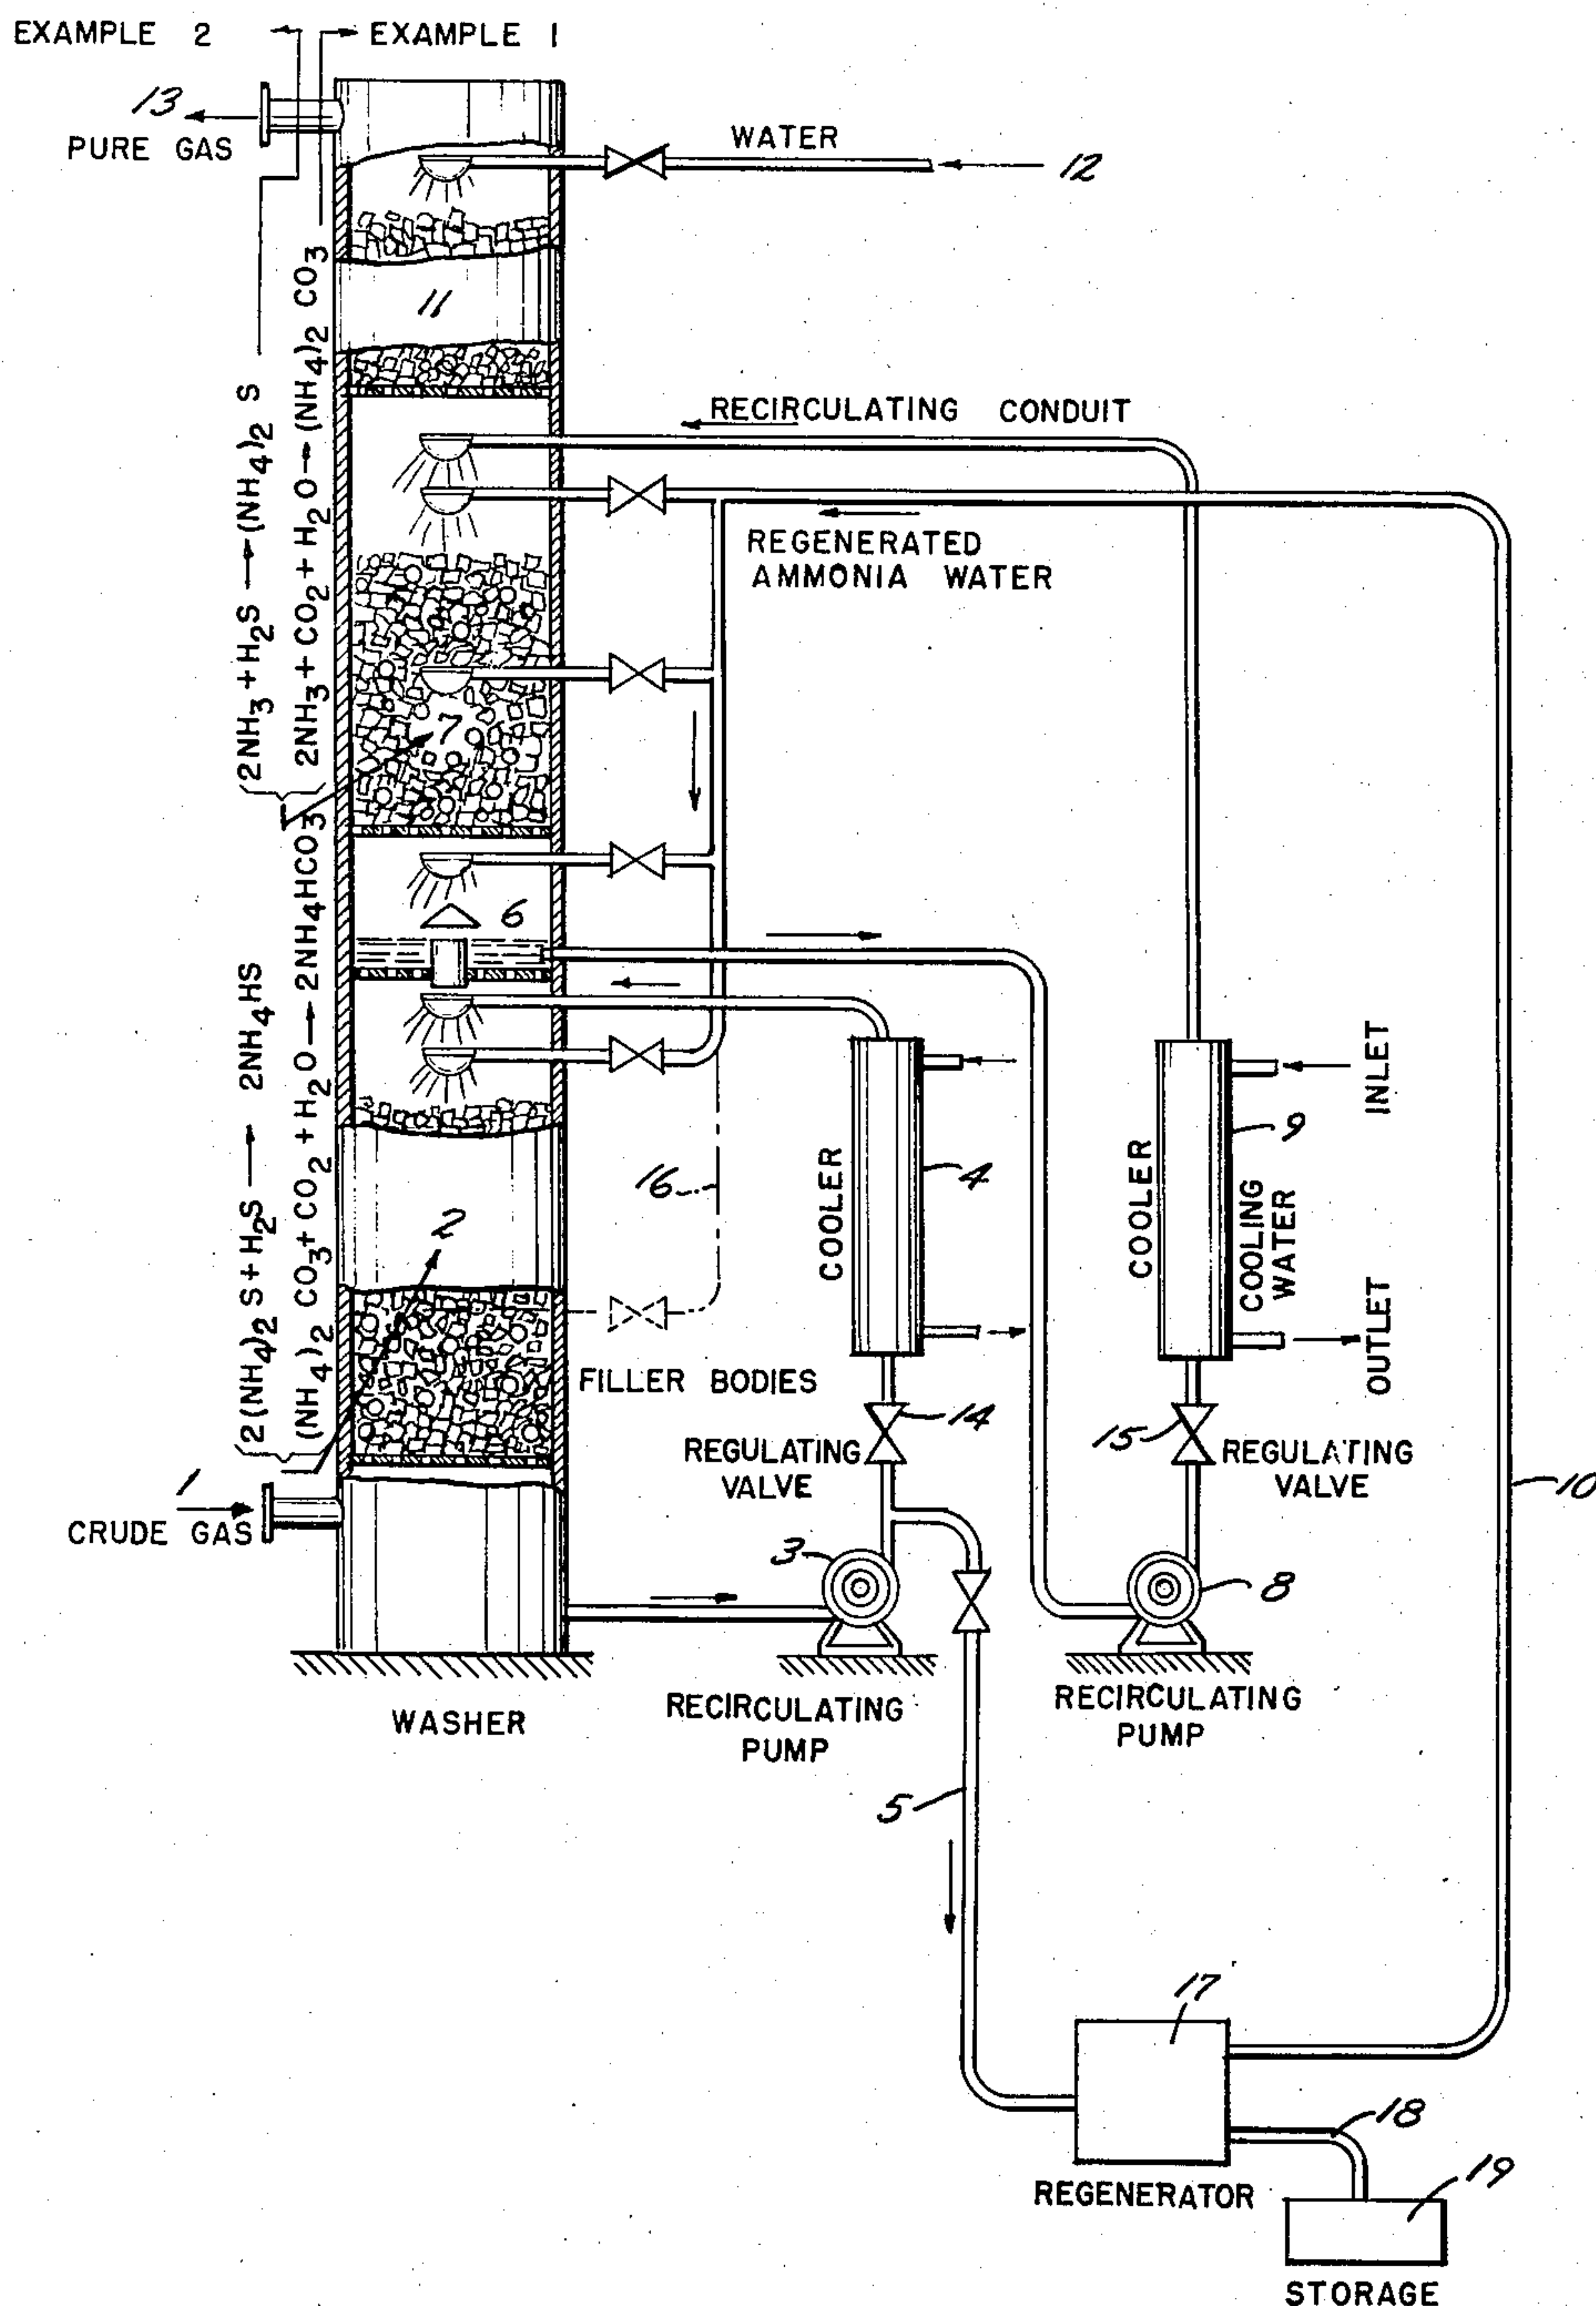 EXAMPLE 2
EXAMPLE 1
13
PURE GAS
WATER
12
11
RECIRCULATING CONDUIT
REGENERATED
AMMONIA WATER
2NH3 + H2S → (NH4)2 S
2NH3 + CO2 + H2O → (NH4)2 CO3
7
6
2(NH4)2 S + H2S → 2NH4HS
(NH4)2 CO3 + CO2 + H2O → 2NH4HCO3
2
16
COOLER
4
COOLER
9
INLET
COOLING
WATER
OUTLET
FILLER BODIES
14
REGULATING
VALVE
15
REGULATING
VALVE
10
1
CRUDE GAS
3
8
WASHER
RECIRCULATING
PUMP
RECIRCULATING
PUMP
5
17
18
REGENERATOR
19
STORAGE